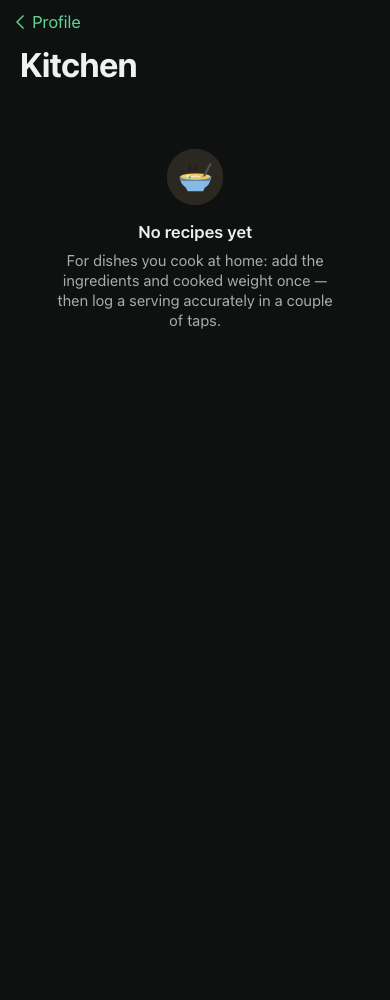 Profile
Kitchen
No recipes yet
For dishes you cook at home: add the
ingredients and cooked weight once —
then log a serving accurately in a couple
of taps.